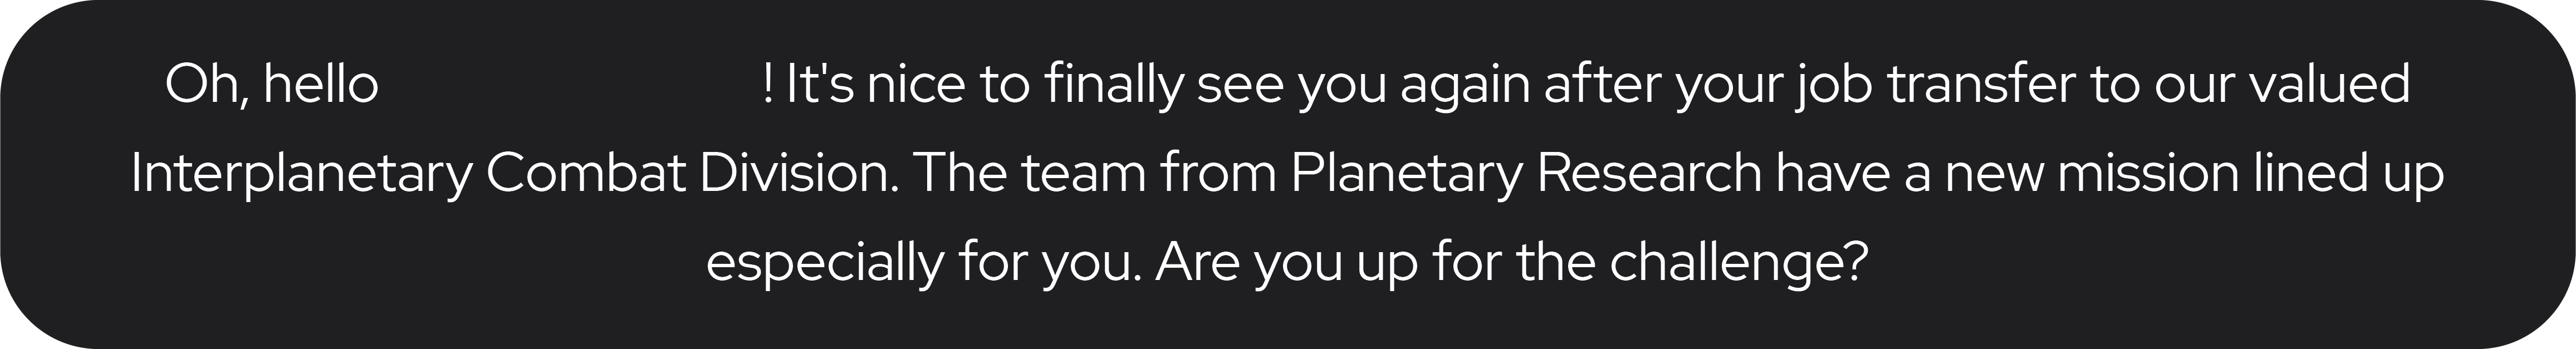 Oh, hello ! It's nice to finally see you again after your job transfer to our valued
Interplanetary Combat Division. The team from Planetary Research have a new mission lined up
especially for you. Are you up for the challenge?